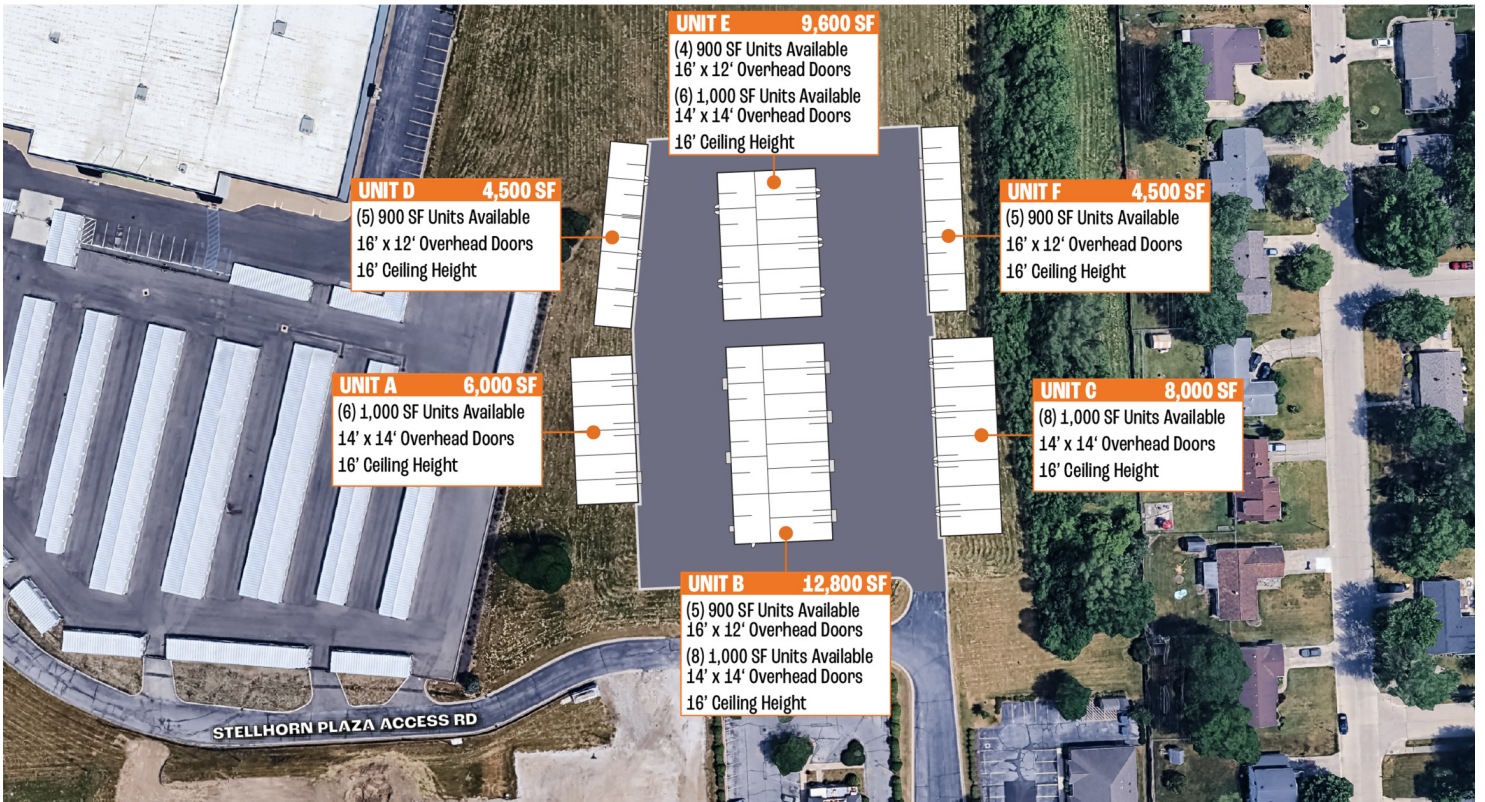 UNIT E 9,600 SF
(4) 900 SF Units Available
16’ x 12‘ Overhead Doors
(6) 1,000 SF Units Available
14’ x 14‘ Overhead Doors
16’ Ceiling Height
UNIT D 4,500 SF
(5) 900 SF Units Available
16’ x 12‘ Overhead Doors
16’ Ceiling Height
UNIT F 4,500 SF
(5) 900 SF Units Available
16’ x 12‘ Overhead Doors
16’ Ceiling Height
UNIT A 6,000 SF
(6) 1,000 SF Units Available
14’ x 14‘ Overhead Doors
16’ Ceiling Height
UNIT C 8,000 SF
(8) 1,000 SF Units Available
14’ x 14‘ Overhead Doors
16’ Ceiling Height
UNIT B 12,800 SF
(5) 900 SF Units Available
16’ x 12‘ Overhead Doors
(8) 1,000 SF Units Available
14’ x 14‘ Overhead Doors
16’ Ceiling Height
STELLHORN PLAZA ACCESS RD